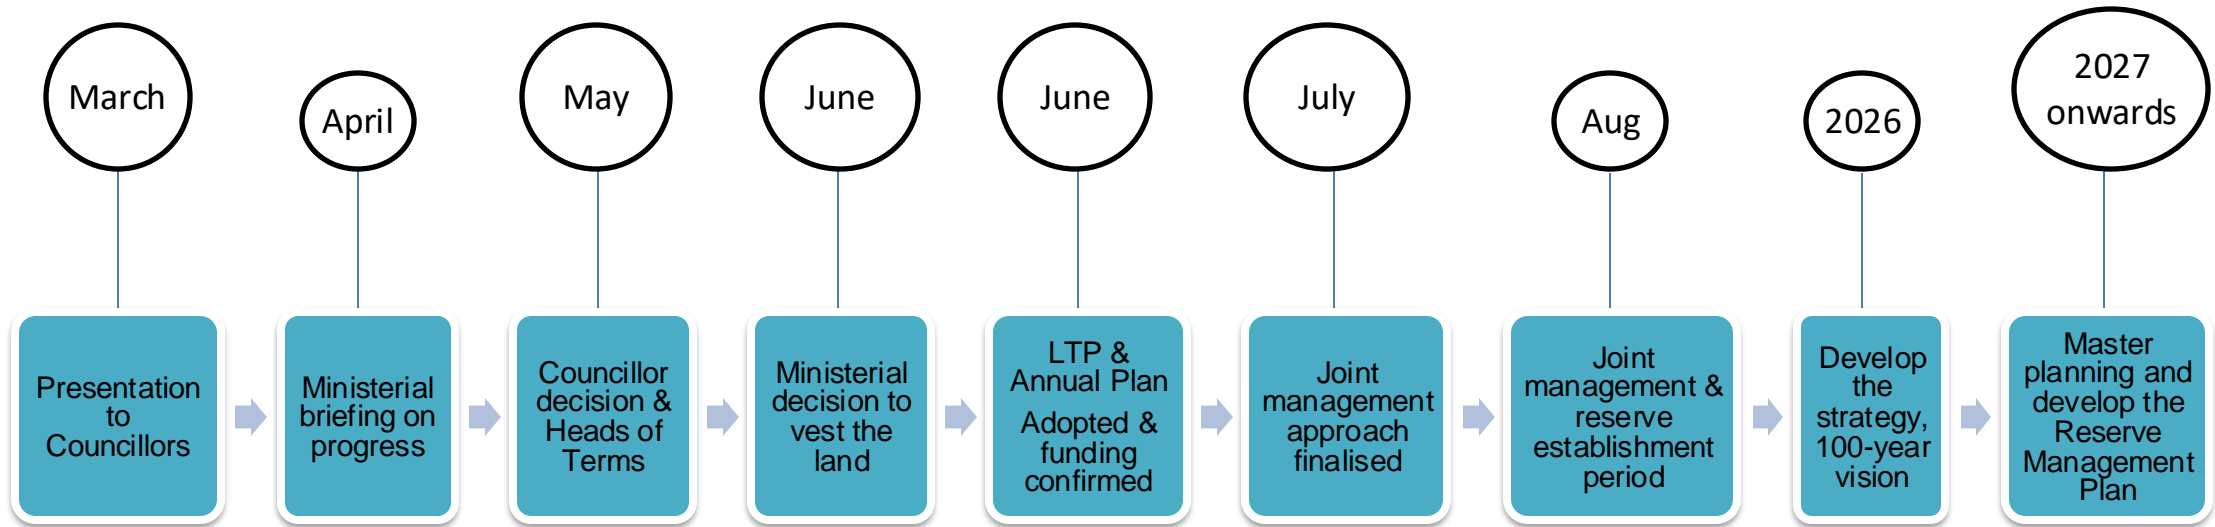 March
April
May
June
June
July
Aug
2026
2027
onwards
Presentation
to
Councillors
Ministerial
briefing on
progress
Councillor
decision &
Heads of
Terms
Ministerial
decision to
vest the
land
LTP &
Annual Plan
Adopted &
funding
confirmed
Joint
management
approach
finalised
Joint
management &
reserve
establishment
period
Develop
the
strategy,
100-year
vision
Master
planning and
develop the
Reserve
Management
Plan